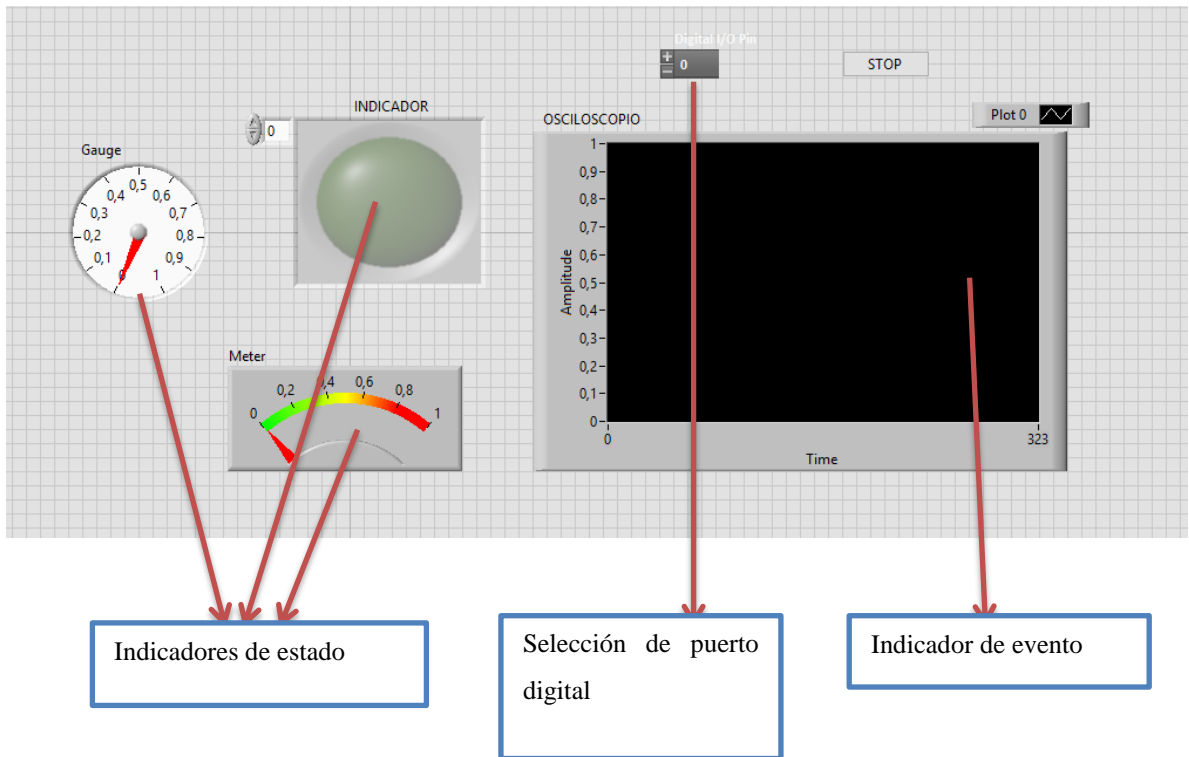 Digital I/O Pin
0
STOP
INDICADOR
0
Plot 0
OSCILOSCOPIO
Gauge
0
0,1
0,2
0,3
0,4
0,5
0,6
0,7
0,8
0,9
1
Meter
0
0,2
0,4
0,6
0,8
1
Amplitude
1
0,9
0,8
0,7
0,6
0,5
0,4
0,3
0,2
0,1
0
0
323
Time
Indicadores de estado
Selección de puerto
digital
Indicador de evento